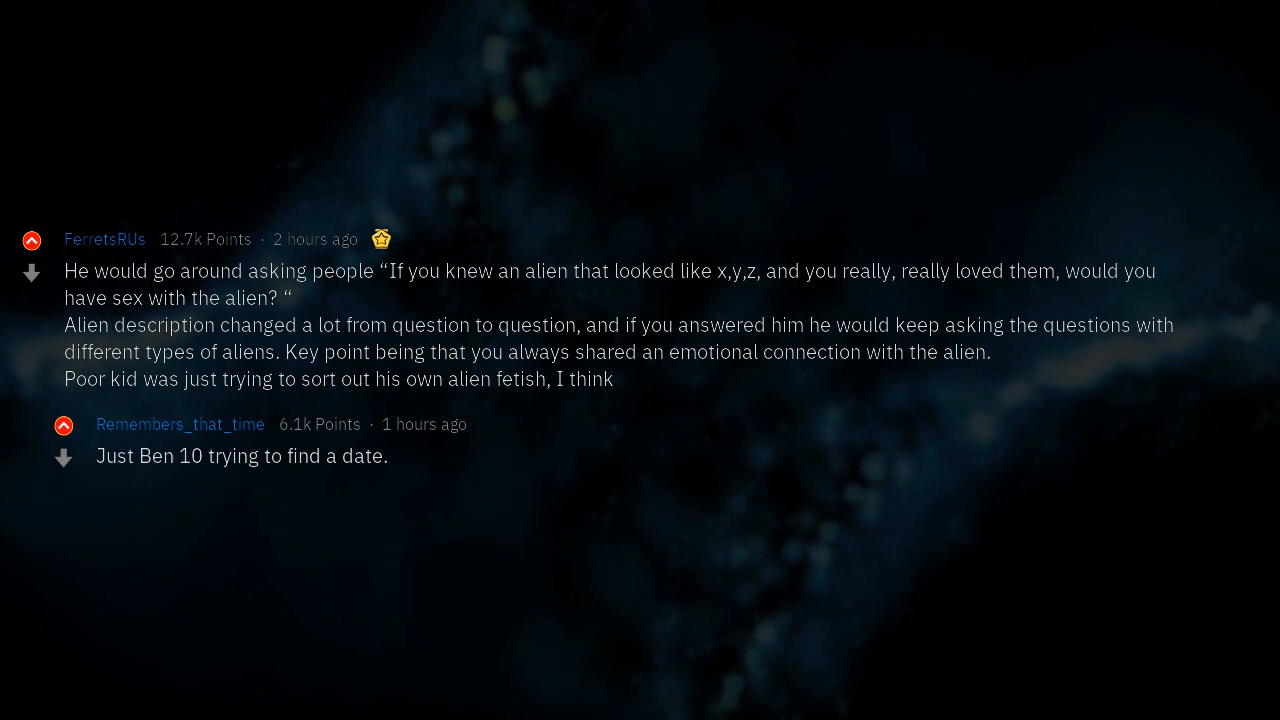 FerretsRUs 12.7k Points · 2 hours ago
He would go around asking people “If you knew an alien that looked like x,y,z, and you really, really loved them, would you
have sex with the alien? “
Alien description changed a lot from question to question, and if you answered him he would keep asking the questions with
different types of aliens. Key point being that you always shared an emotional connection with the alien.
Poor kid was just trying to sort out his own alien fetish, I think
Remembers_that_time 6.1k Points · 1 hours ago
Just Ben 10 trying to find a date.